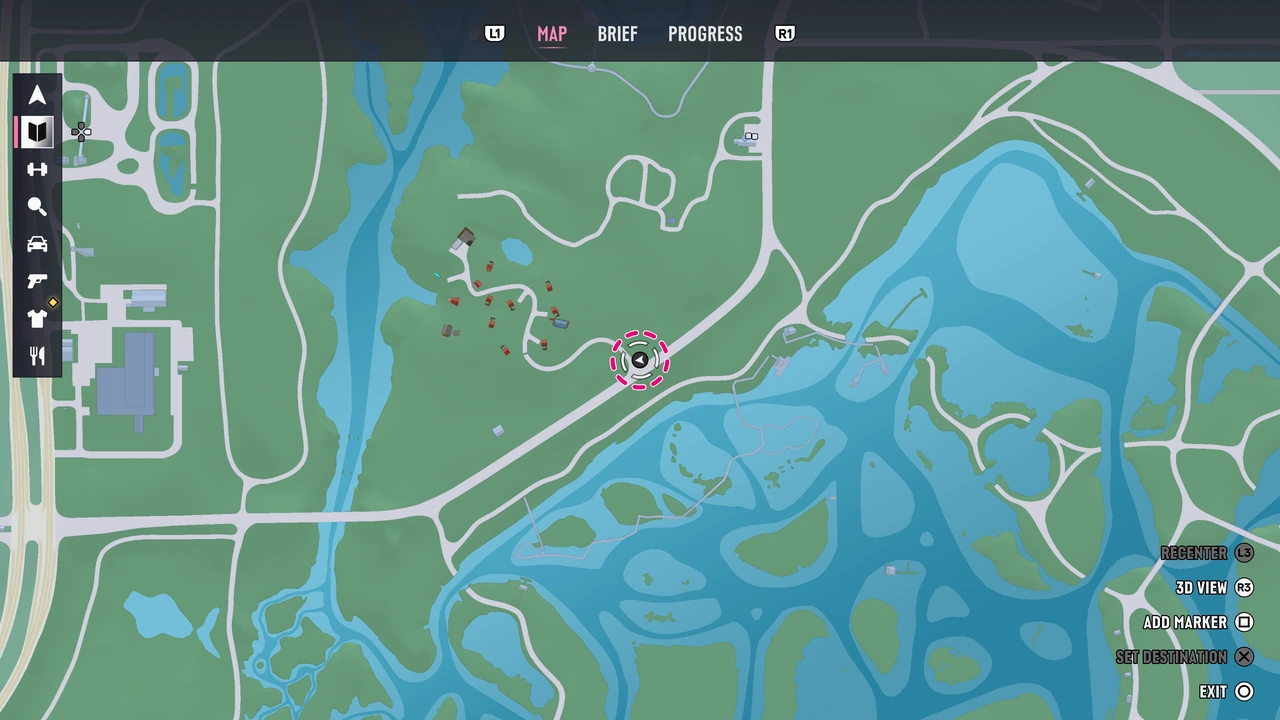 L1 MAP BRIEF PROGRESS R1
RECENTER L3
3D VIEW R3
ADD MARKER
SET DESTINATION
EXIT